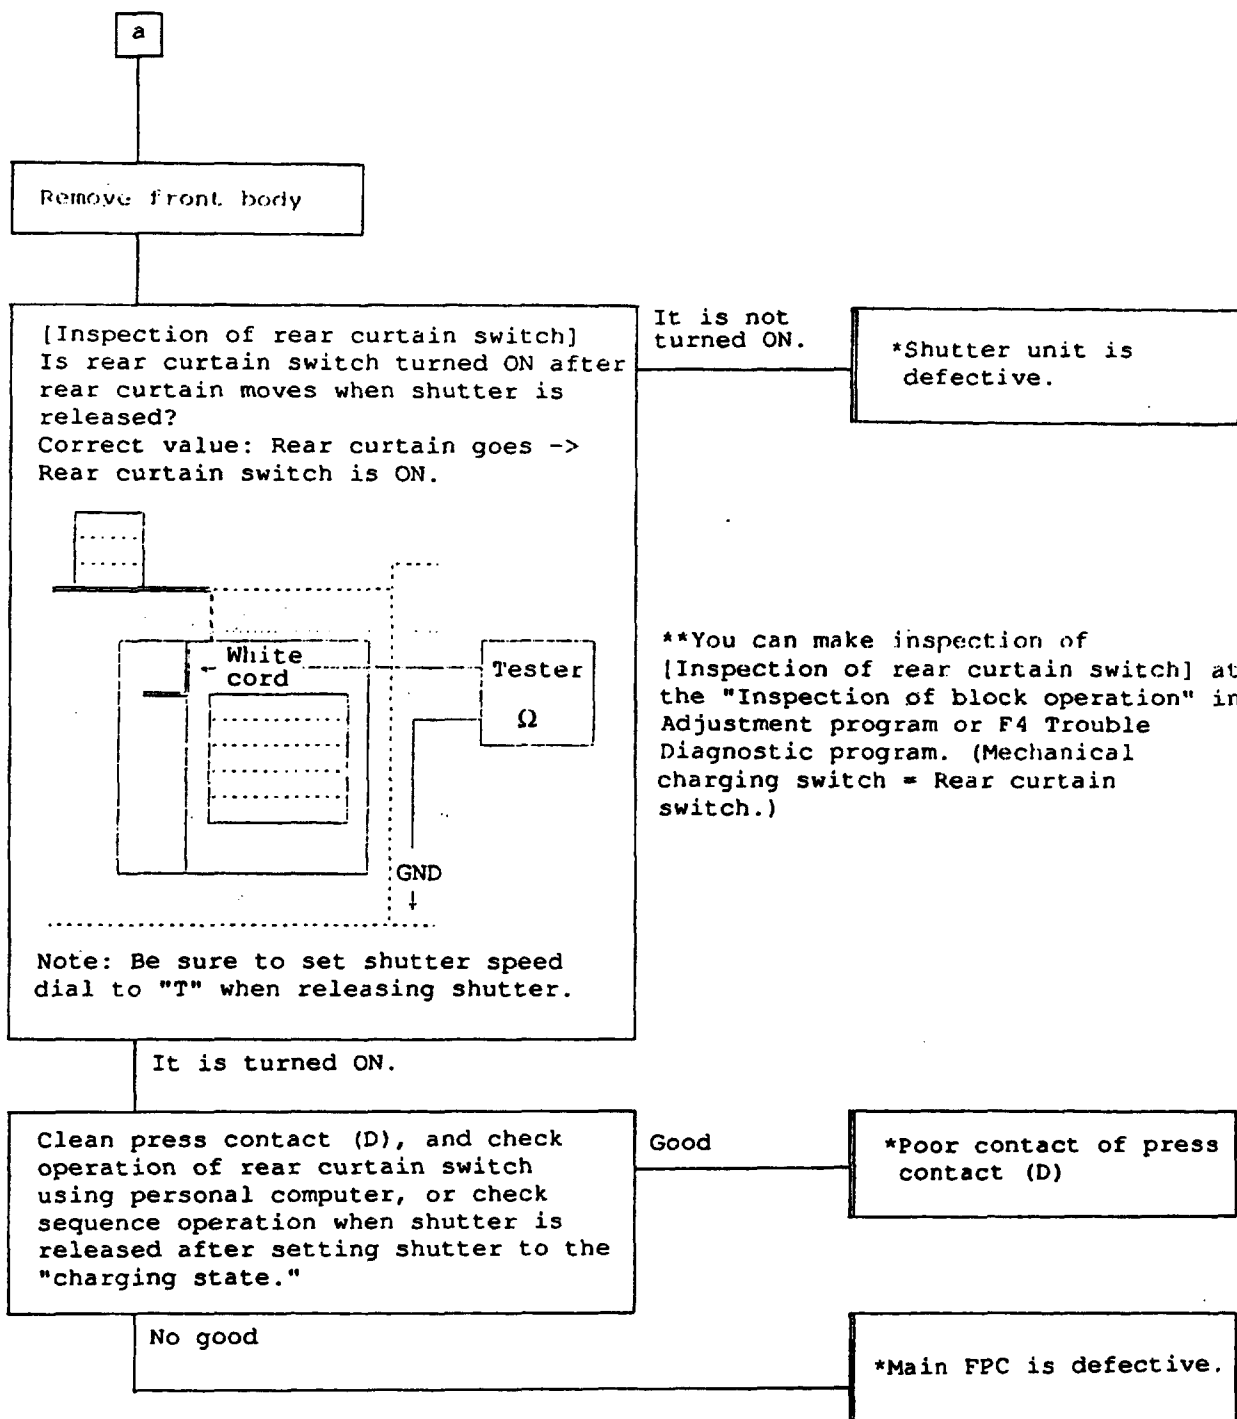 a
Remove front body
[Inspection of rear curtain switch]
Is rear curtain switch turned ON after
rear curtain moves when shutter is
released?
Correct value: Rear curtain goes ->
Rear curtain switch is ON.
It is not
turned ON.
*Shutter unit is
defective.
White
cord
Tester
Ω
GND
**You can make inspection of
[Inspection of rear curtain switch] at
the "Inspection of block operation" in
Adjustment program or F4 Trouble
Diagnostic program. (Mechanical
charging switch = Rear curtain
switch.)
Note: Be sure to set shutter speed
dial to "T" when releasing shutter.
It is turned ON.
Clean press contact (D), and check
operation of rear curtain switch
using personal computer, or check
sequence operation when shutter is
released after setting shutter to the
"charging state."
Good
*Poor contact of press
contact (D)
No good
*Main FPC is defective.